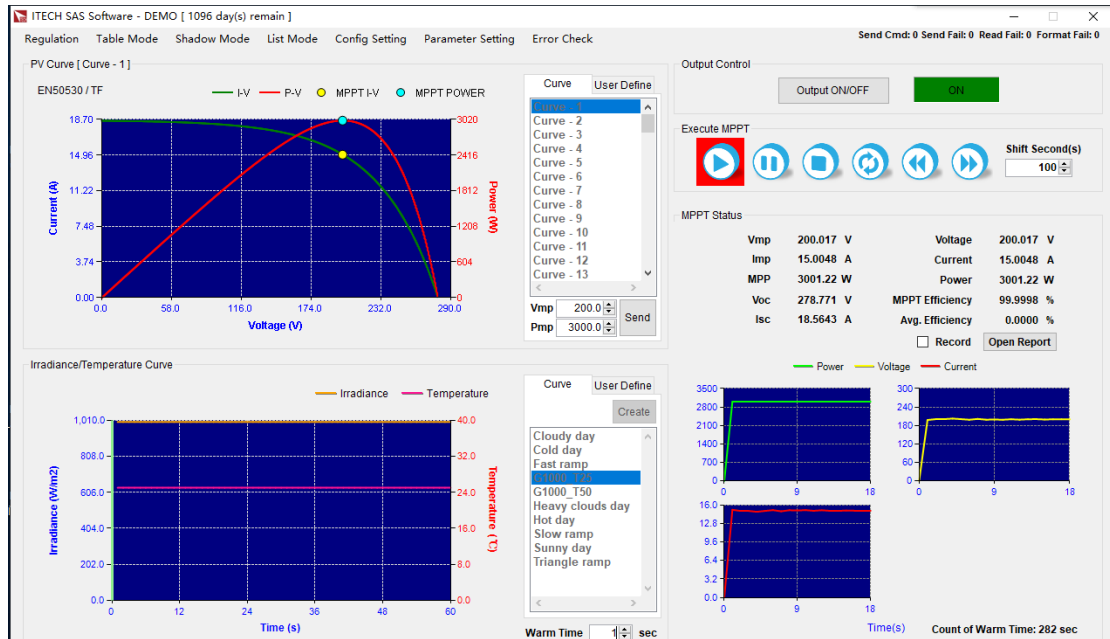 ITECH SAS Software - DEMO [ 1096 day(s) remain ]
Regulation Table Mode Shadow Mode List Mode Config Setting Parameter Setting Error Check
Send Cmd: 0 Send Fail: 0 Read Fail: 0 Format Fail: 0
PV Curve [ Curve - 1 ]
EN50530 / TF
I-V P-V MPPT I-V MPPT POWER
18.70
14.96
11.22
7.48
3.74
0.00
Current (A)
3020
2416
1812
1208
604
0
Power (W)
0.0 58.0 116.0 174.0 232.0 290.0
Voltage (V)
Curve User Define
Curve - 1
Curve - 2
Curve - 3
Curve - 4
Curve - 5
Curve - 6
Curve - 7
Curve - 8
Curve - 9
Curve - 10
Curve - 11
Curve - 12
Curve - 13
Vmp 200.0
Pmp 3000.0
Send
Output Control
Output ON/OFF ON
Execute MPPT
Shift Second(s)
100
MPPT Status
Vmp 200.017 V Voltage 200.017 V
Imp 15.0048 A Current 15.0048 A
MPP 3001.22 W Power 3001.22 W
Voc 278.771 V MPPT Efficiency 99.9998 %
Isc 18.5643 A Avg. Efficiency 0.0000 %
Record Open Report
Power Voltage Current
3500
2800
2100
1400
700
0
0 9 18
300
240
180
120
60
0
0 9 18
16.0
12.8
9.6
6.4
3.2
0.0
0 9 18
Time(s) Count of Warm Time: 282 sec
Irradiance/Temperature Curve
Irradiance Temperature
1,010.0
808.0
606.0
404.0
202.0
0.0
Irradiance (W/m2)
40.0
32.0
24.0
16.0
8.0
0.0
Temperature (℃)
0 12 24 36 48 60
Time (s)
Curve User Define
Create
Cloudy day
Cold day
Fast ramp
G1000_T25
G1000_T50
Heavy clouds day
Hot day
Slow ramp
Sunny day
Triangle ramp
Warm Time 1 sec